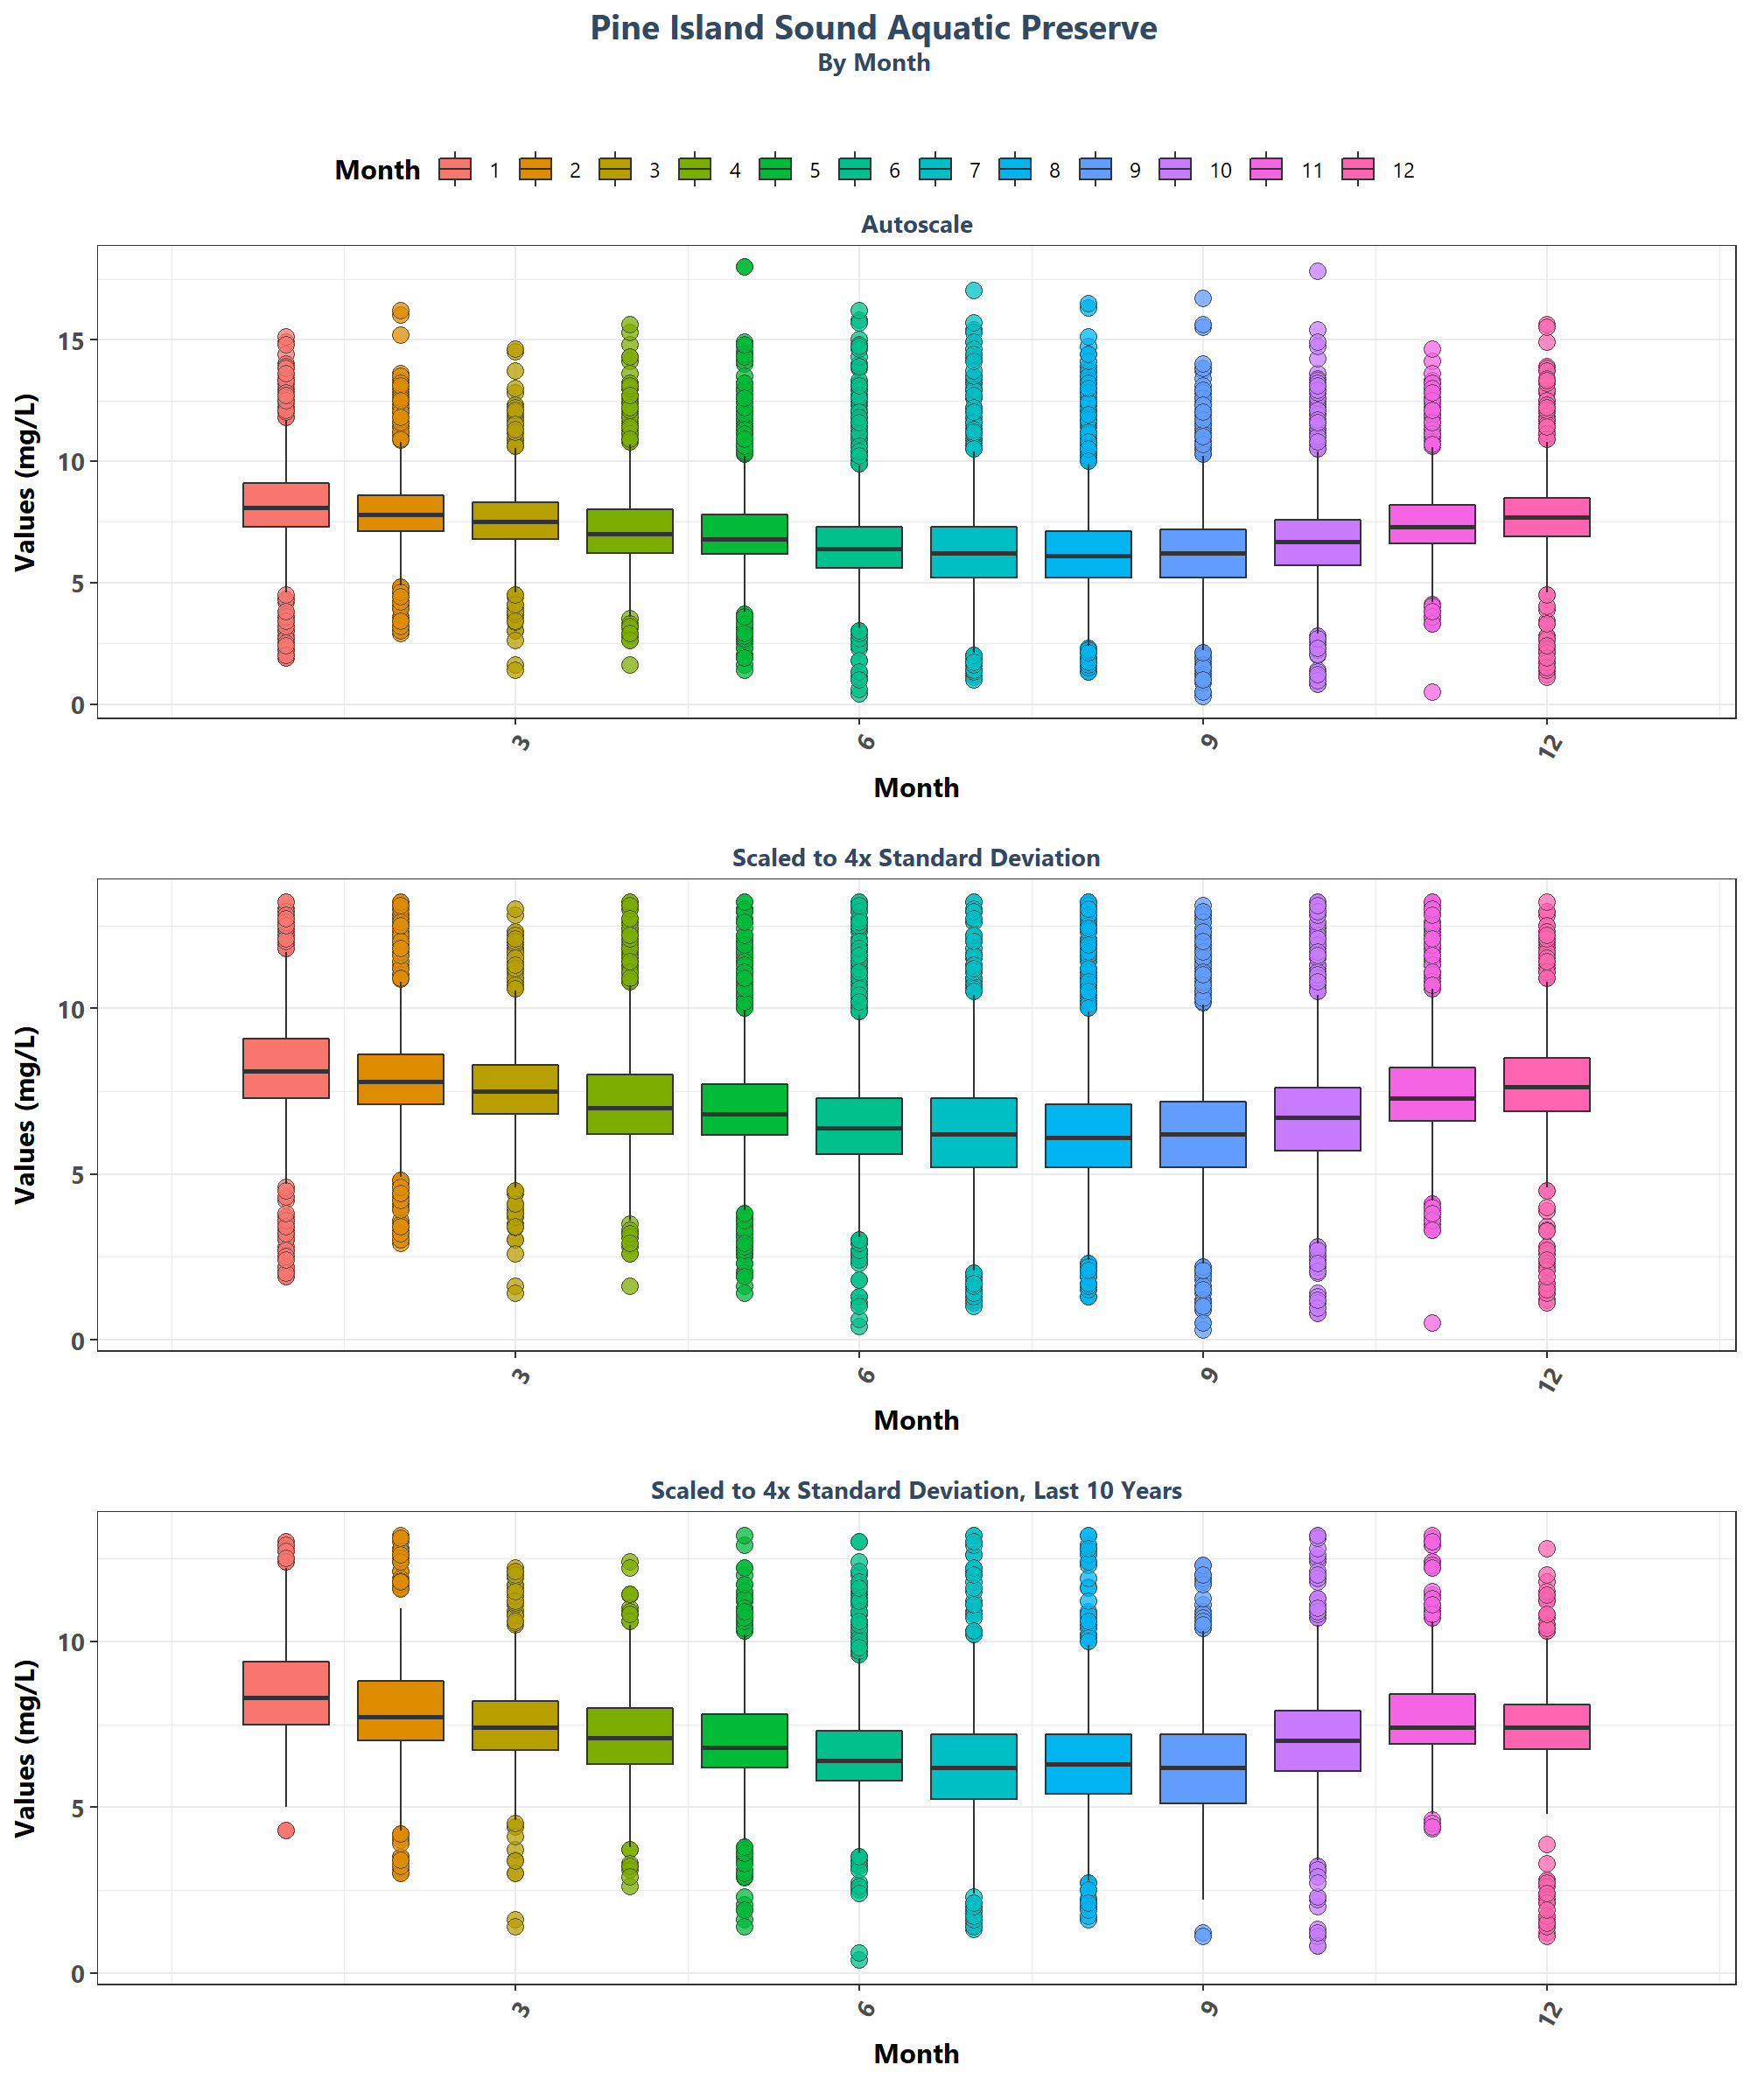 Pine Island Sound Aquatic Preserve
By Month
Month 1 2 3 4 5 6 7 8 9 10 11 12
Autoscale
Values (mg/L)
15
10
5
0
3 6 9 12
Month
Scaled to 4x Standard Deviation
Values (mg/L)
10
5
0
3 6 9 12
Month
Scaled to 4x Standard Deviation, Last 10 Years
Values (mg/L)
10
5
0
3 6 9 12
Month